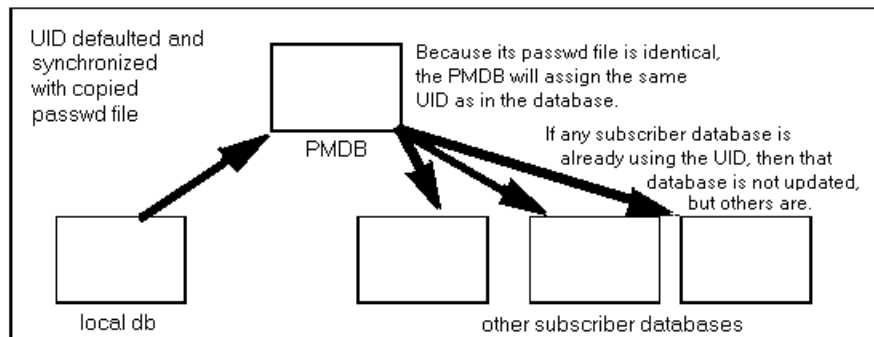 UID defaulted and
synchronized
with copied
passwd file
Because its passwd file is identical,
the PMDB will assign the same
UID as in the database.
PMDB
If any subscriber database is
already using the UID, then that
database is not updated,
but others are.
local db
other subscriber databases